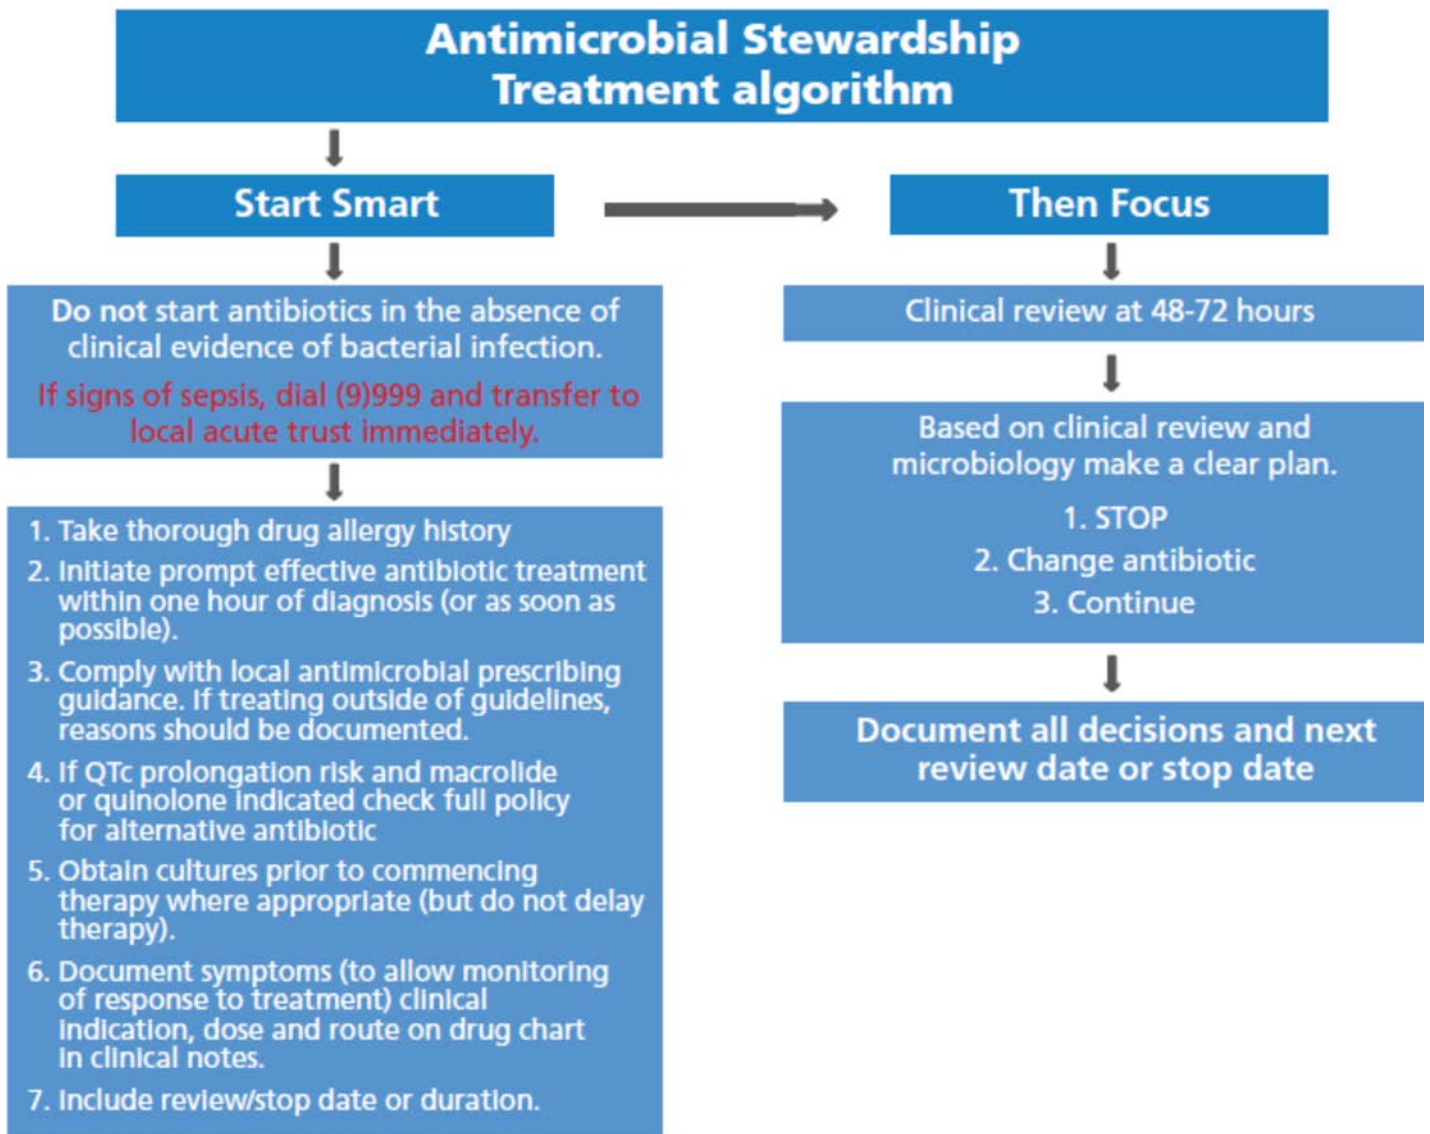 Antimicrobial Stewardship
Treatment algorithm
Start Smart
Do not start antibiotics in the absence of
clinical evidence of bacterial infection.
If signs of sepsis, dial (9)999 and transfer to
local acute trust immediately.
1. Take thorough drug allergy history
2. Initiate prompt effective antibiotic treatment
within one hour of diagnosis (or as soon as
possible).
3. Comply with local antimicrobial prescribing
guidance. If treating outside of guidelines,
reasons should be documented.
4. If QTc prolongation risk and macrolide
or quinolone indicated check full policy
for alternative antibiotic
5. Obtain cultures prior to commencing
therapy where appropriate (but do not delay
therapy).
6. Document symptoms (to allow monitoring
of response to treatment) clinical
indication, dose and route on drug chart
in clinical notes.
7. Include review/stop date or duration.
Then Focus
Clinical review at 48-72 hours
Based on clinical review and
microbiology make a clear plan.
1. STOP
2. Change antibiotic
3. Continue
Document all decisions and next
review date or stop date